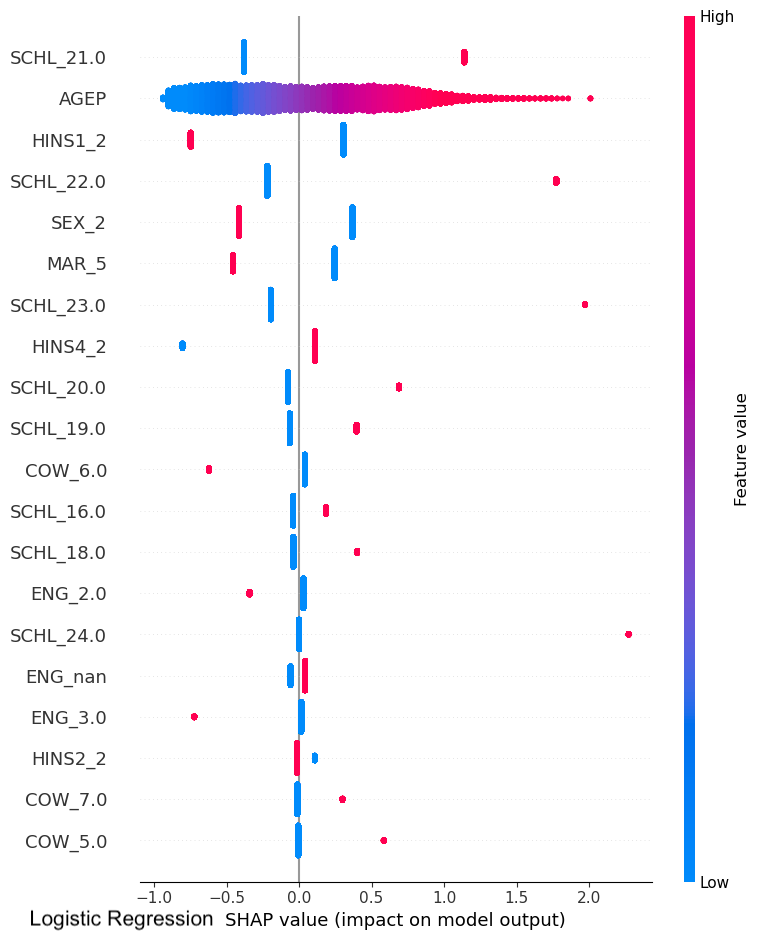 High
SCHL_21.0
AGEP
HINS1_2
SCHL_22.0
SEX_2
MAR_5
SCHL_23.0
HINS4_2
SCHL_20.0
SCHL_19.0
COW_6.0
SCHL_16.0
SCHL_18.0
ENG_2.0
SCHL_24.0
ENG_nan
ENG_3.0
HINS2_2
COW_7.0
COW_5.0
Feature value
Low
−1.0 −0.5 0.0 0.5 1.0 1.5 2.0
Logistic Regression SHAP value (impact on model output)